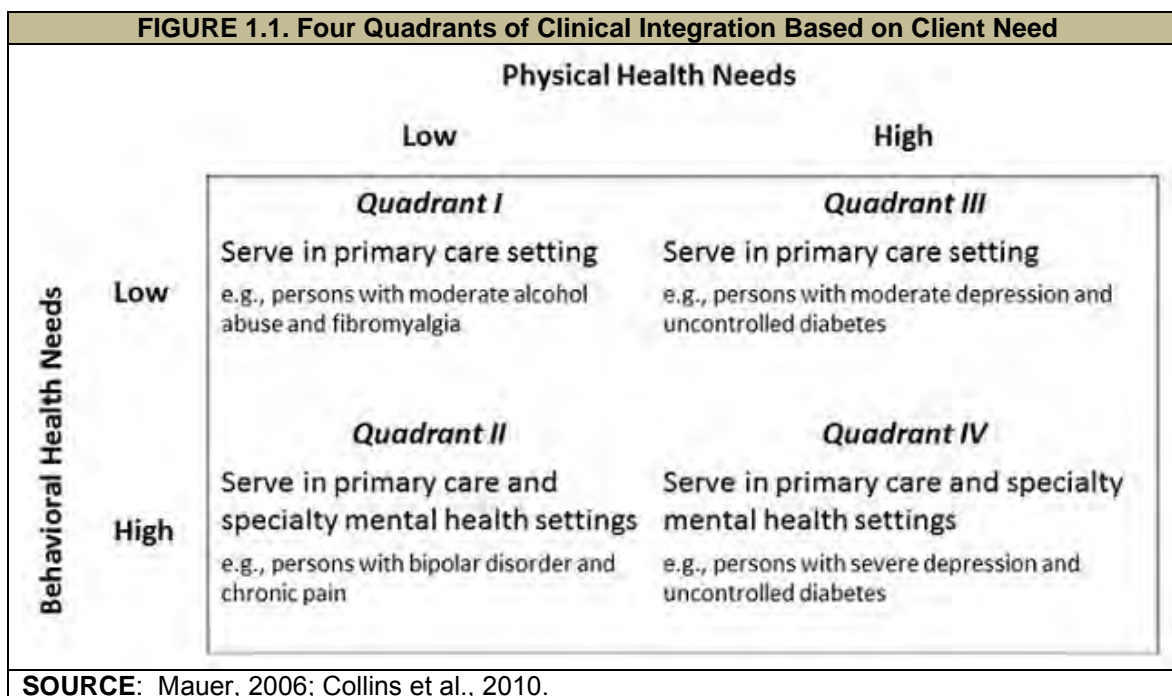 FIGURE 1.1. Four Quadrants of Clinical Integration Based on Client Need
Physical Health Needs
Low
High
Behavioral Health Needs
Low
Quadrant I
Serve in primary care setting
e.g., persons with moderate alcohol
abuse and fibromyalgia
Quadrant III
Serve in primary care setting
e.g., persons with moderate depression and
uncontrolled diabetes
High
Quadrant II
Serve in primary care and
specialty mental health settings
e.g., persons with bipolar disorder and
chronic pain
Quadrant IV
Serve in primary care and specialty
mental health settings
e.g., persons with severe depression and
uncontrolled diabetes
SOURCE: Mauer, 2006; Collins et al., 2010.